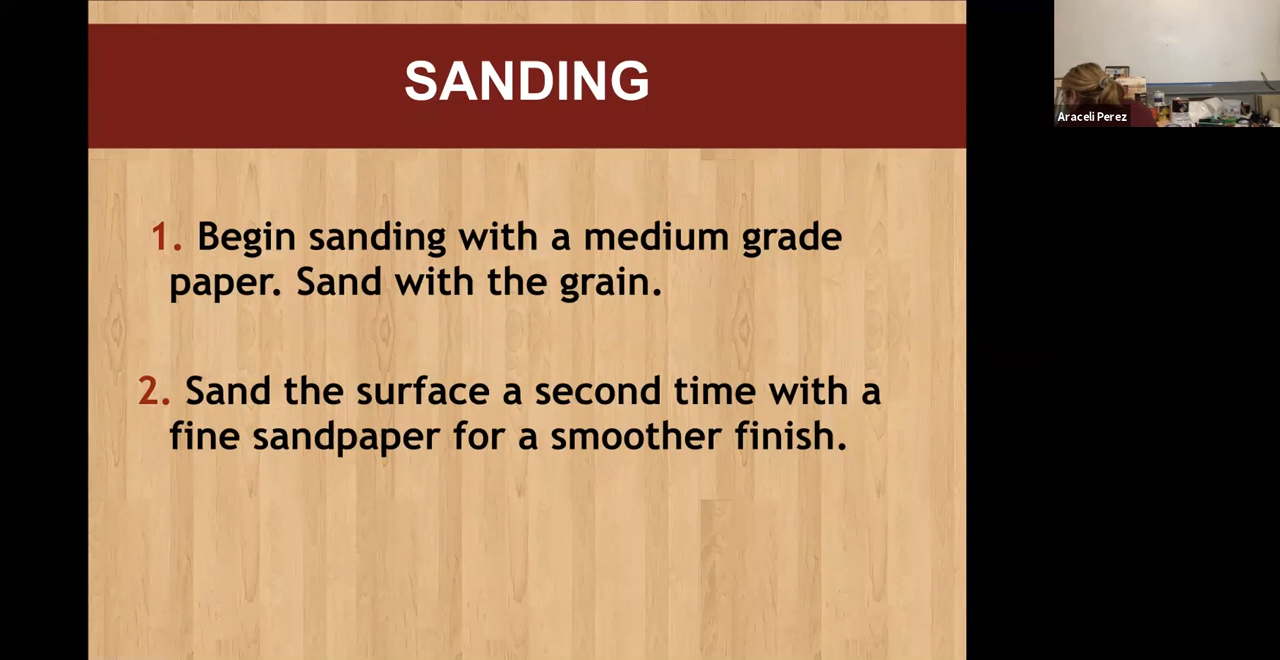 SANDING
1. Begin sanding with a medium grade
paper. Sand with the grain.
2. Sand the surface a second time with a
fine sandpaper for a smoother finish.
Araceli Perez